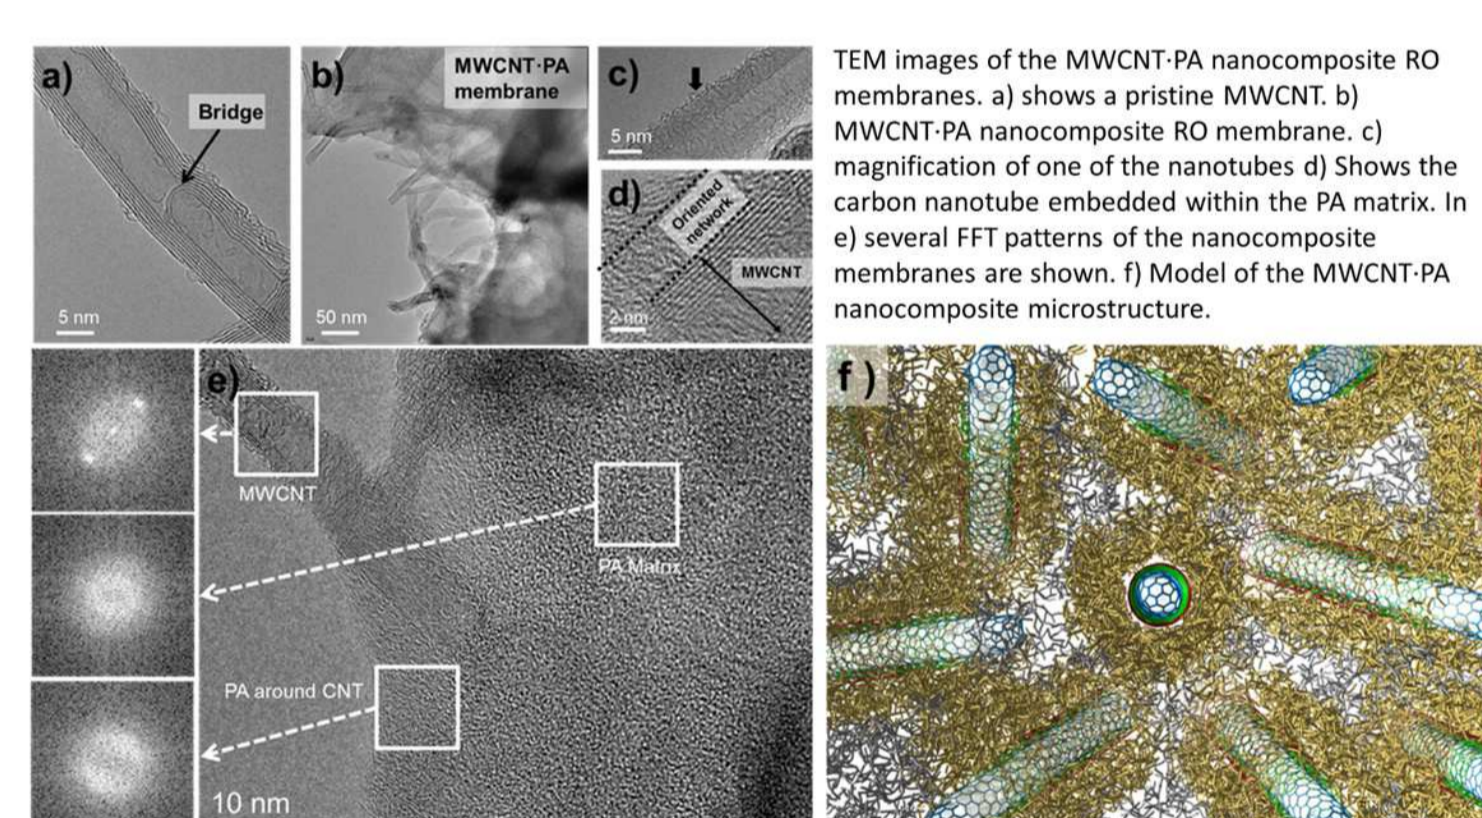 a)
Bridge
5 nm
b)
MWCNT·PA
membrane
50 nm
c)
5 nm
d)
Oriented
network
MWCNT
2 nm
TEM images of the MWCNT·PA nanocomposite RO
membranes. a) shows a pristine MWCNT. b)
MWCNT·PA nanocomposite RO membrane. c)
magnification of one of the nanotubes d) Shows the
carbon nanotube embedded within the PA matrix. In
e) several FFT patterns of the nanocomposite
membranes are shown. f) Model of the MWCNT·PA
nanocomposite microstructure.
e)
MWCNT
PA Matrix
PA around CNT
10 nm
f )